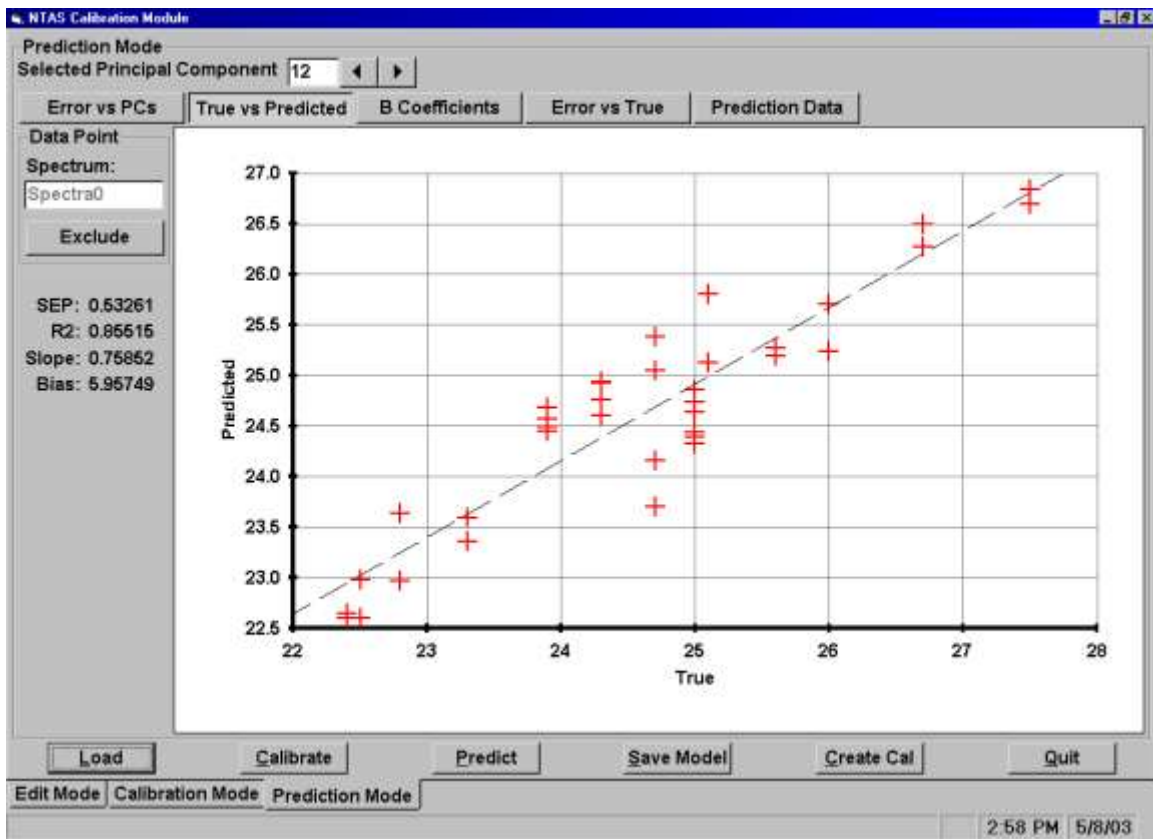 NTAS Calibration Module
Prediction Mode
Selected Principal Component 12
Error vs PCs True vs Predicted B Coefficients Error vs True Prediction Data
Data Point
Spectrum:
Spectra0
Exclude
SEP: 0.53261
R2: 0.85515
Slope: 0.75852
Bias: 5.95749
Predicted
27.0
26.5
26.0
25.5
25.0
24.5
24.0
23.5
23.0
22.5
22 23 24 25 26 27 28
True
Load Calibrate Predict Save Model Create Cal Quit
Edit Mode Calibration Mode Prediction Mode
2:58 PM 5/8/03